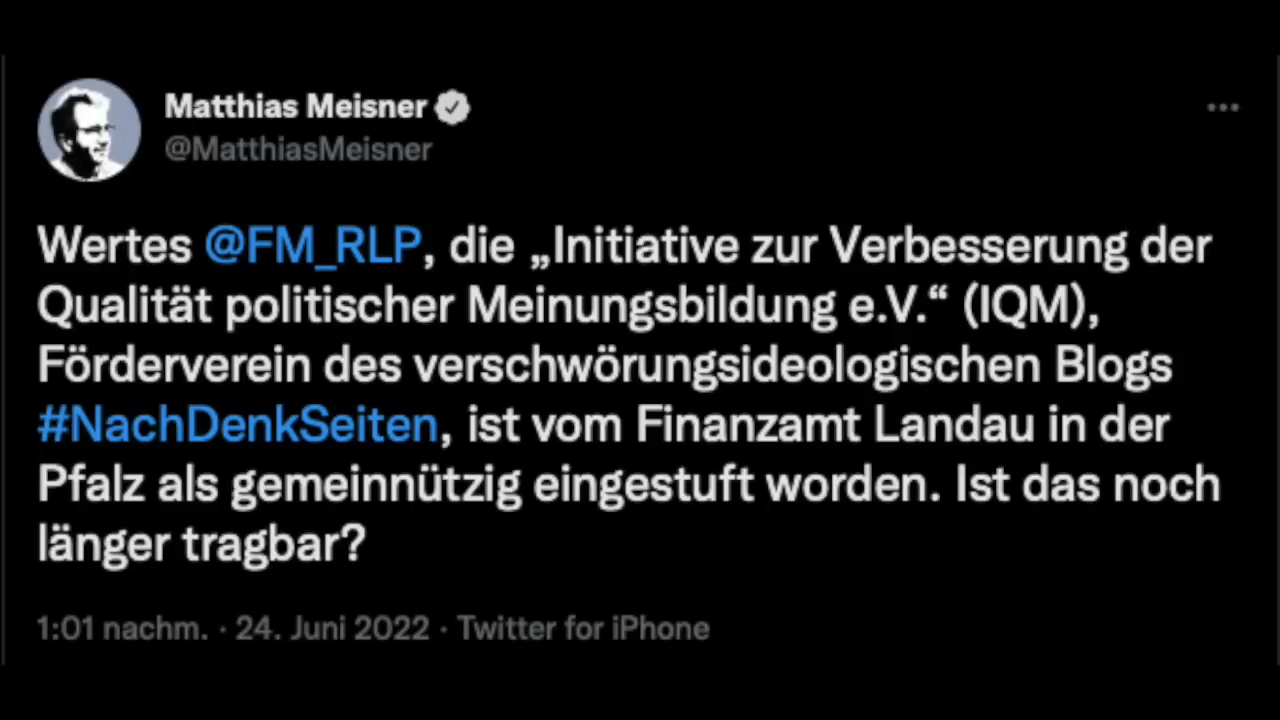 Matthias Meisner
@MatthiasMeisner
Wertes @FM_RLP, die „Initiative zur Verbesserung der
Qualität politischer Meinungsbildung e.V.“ (IQM),
Förderverein des verschwörungsideologischen Blogs
#NachDenkSeiten, ist vom Finanzamt Landau in der
Pfalz als gemeinnützig eingestuft worden. Ist das noch
länger tragbar?
1:01 nachm. · 24. Juni 2022 · Twitter for iPhone